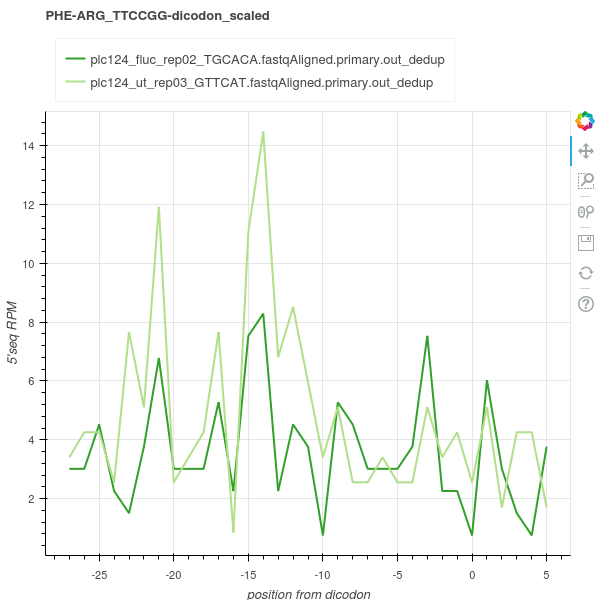 PHE-ARG_TTCCGG-dicodon_scaled
plc124_fluc_rep02_TGCACA.fastqAligned.primary.out_dedup
plc124_ut_rep03_GTTCAT.fastqAligned.primary.out_dedup
14
12
10
8
6
4
2
5'seq RPM
-25 -20 -15 -10 -5 0 5
position from dicodon